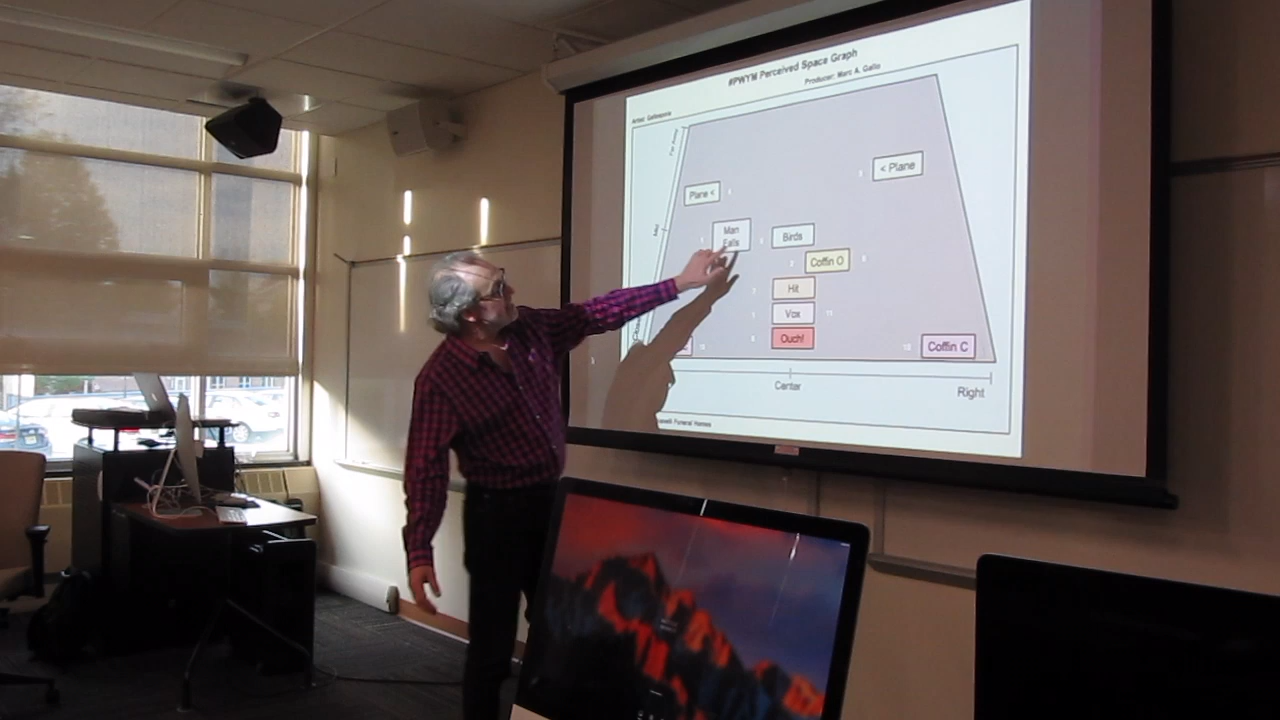 #PWYM Perceived Space Graph
Producer: Marc A. Gallo
Artist: Gallespania
< Plane
Plane <
Man
Falls
Birds
Coffin O
Hit
Vox
Ouch!
Coffin C
Center
Right
Funeral Homes